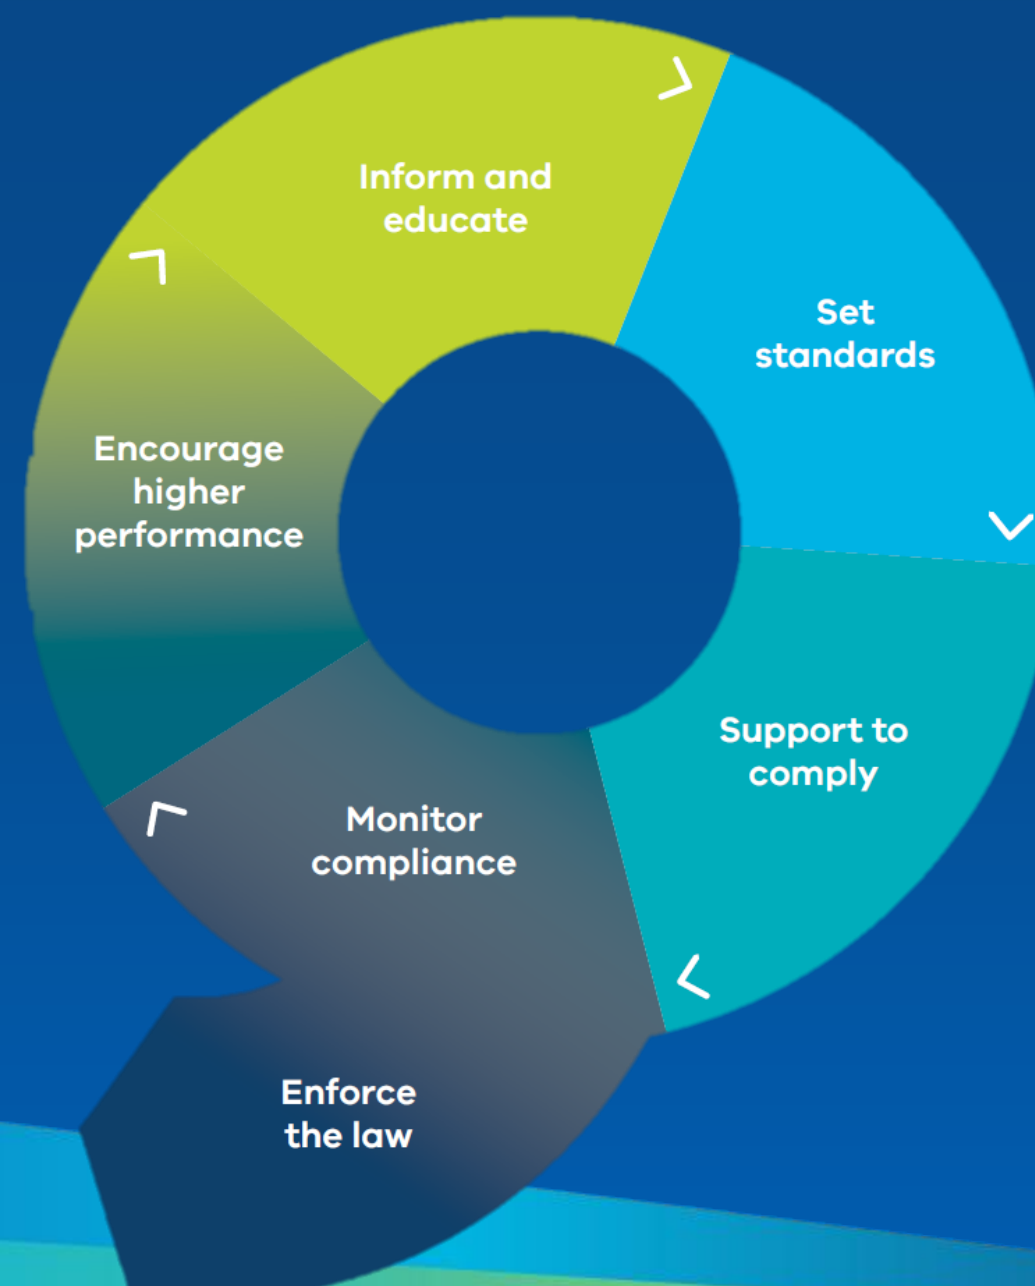 Inform and
educate
Set
standards
Support to
comply
Monitor
compliance
Enforce
the law
Encourage
higher
performance